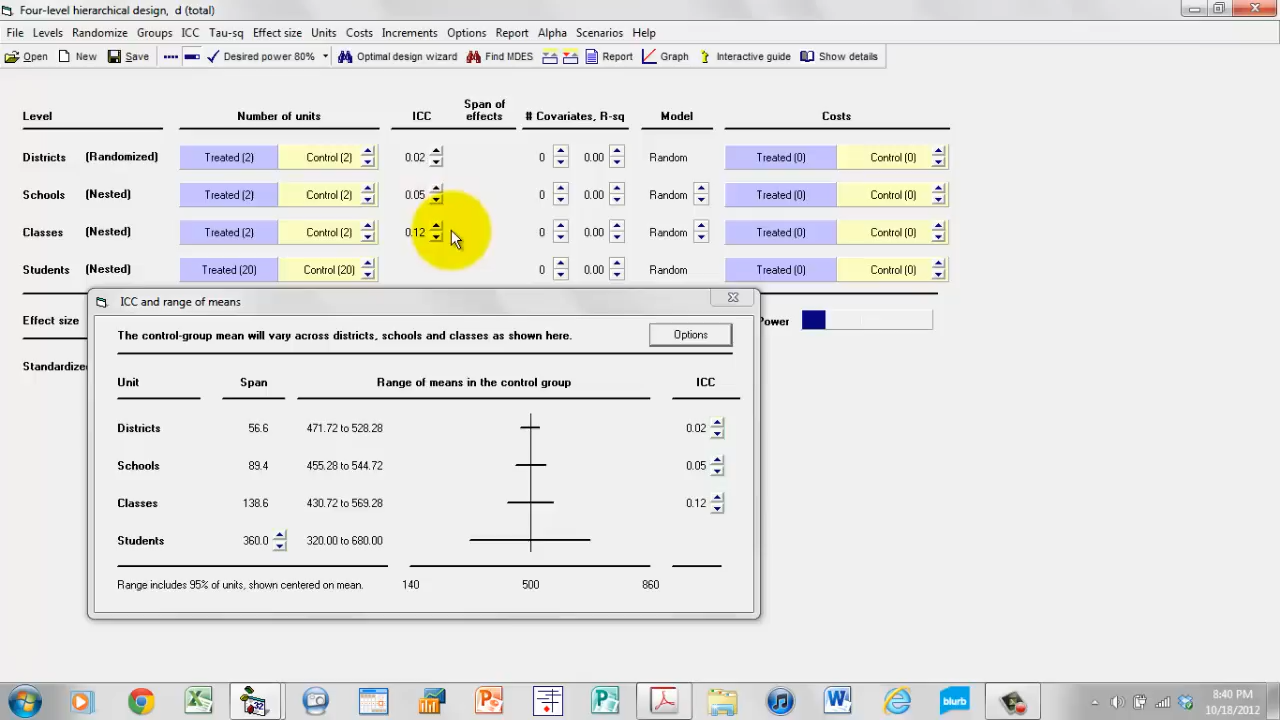 Four-level hierarchical design, d (total)
File Levels Randomize Groups ICC Tau-sq Effect size Units Costs Increments Options Report Alpha Scenarios Help
Open New Save Desired power 80% Optimal design wizard Find MDES Report Graph Interactive guide Show details
Level Number of units ICC Span of effects # Covariates, R-sq Model Costs
Districts (Randomized) Treated (2) Control (2) 0.02 0 0.00 Random Treated (0) Control (0)
Schools (Nested) Treated (2) Control (2) 0.05 0 0.00 Random Treated (0) Control (0)
Classes (Nested) Treated (2) Control (2) 0.12 0 0.00 Random Treated (0) Control (0)
Students (Nested) Treated (20) Control (20) 0 0.00 Random Treated (0) Control (0)
ICC and range of means
Effect size Power
The control-group mean will vary across districts, schools and classes as shown here. Options
Standardized
Unit Span Range of means in the control group ICC
Districts 56.6 471.72 to 528.28 0.02
Schools 89.4 455.28 to 544.72 0.05
Classes 138.6 430.72 to 569.28 0.12
Students 360.0 320.00 to 680.00
Range includes 95% of units, shown centered on mean. 140 500 860
blurb
8:40 PM
10/18/2012